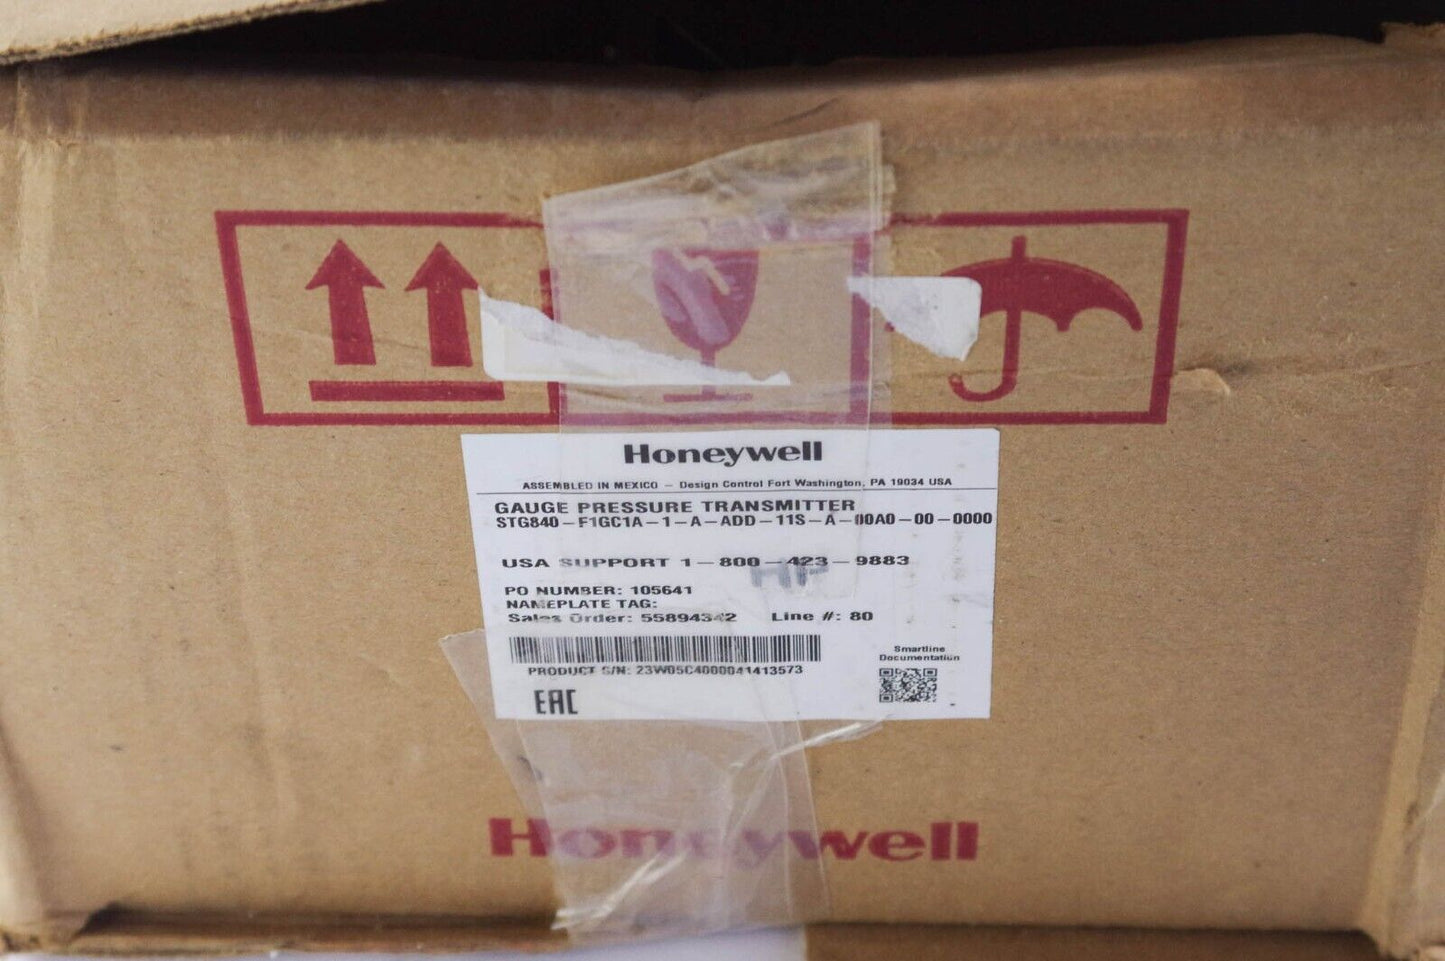 Honeywell
ASSEMBLED IN MEXICO – Design Control Fort Washington, PA 19034 USA
GAUGE PRESSURE TRANSMITTER
STG840-F1GC1A-1-A-ADD-11S-A-00A0-00-0000
USA SUPPORT 1-800-423-9883
HP
PO NUMBER: 105641
NAMEPLATE TAG:
Sales Order: 55894342 Line #: 80
PRODUCT S/N: 23W05C4000041413573
Smartline
Documentation
EAC
Honeywell